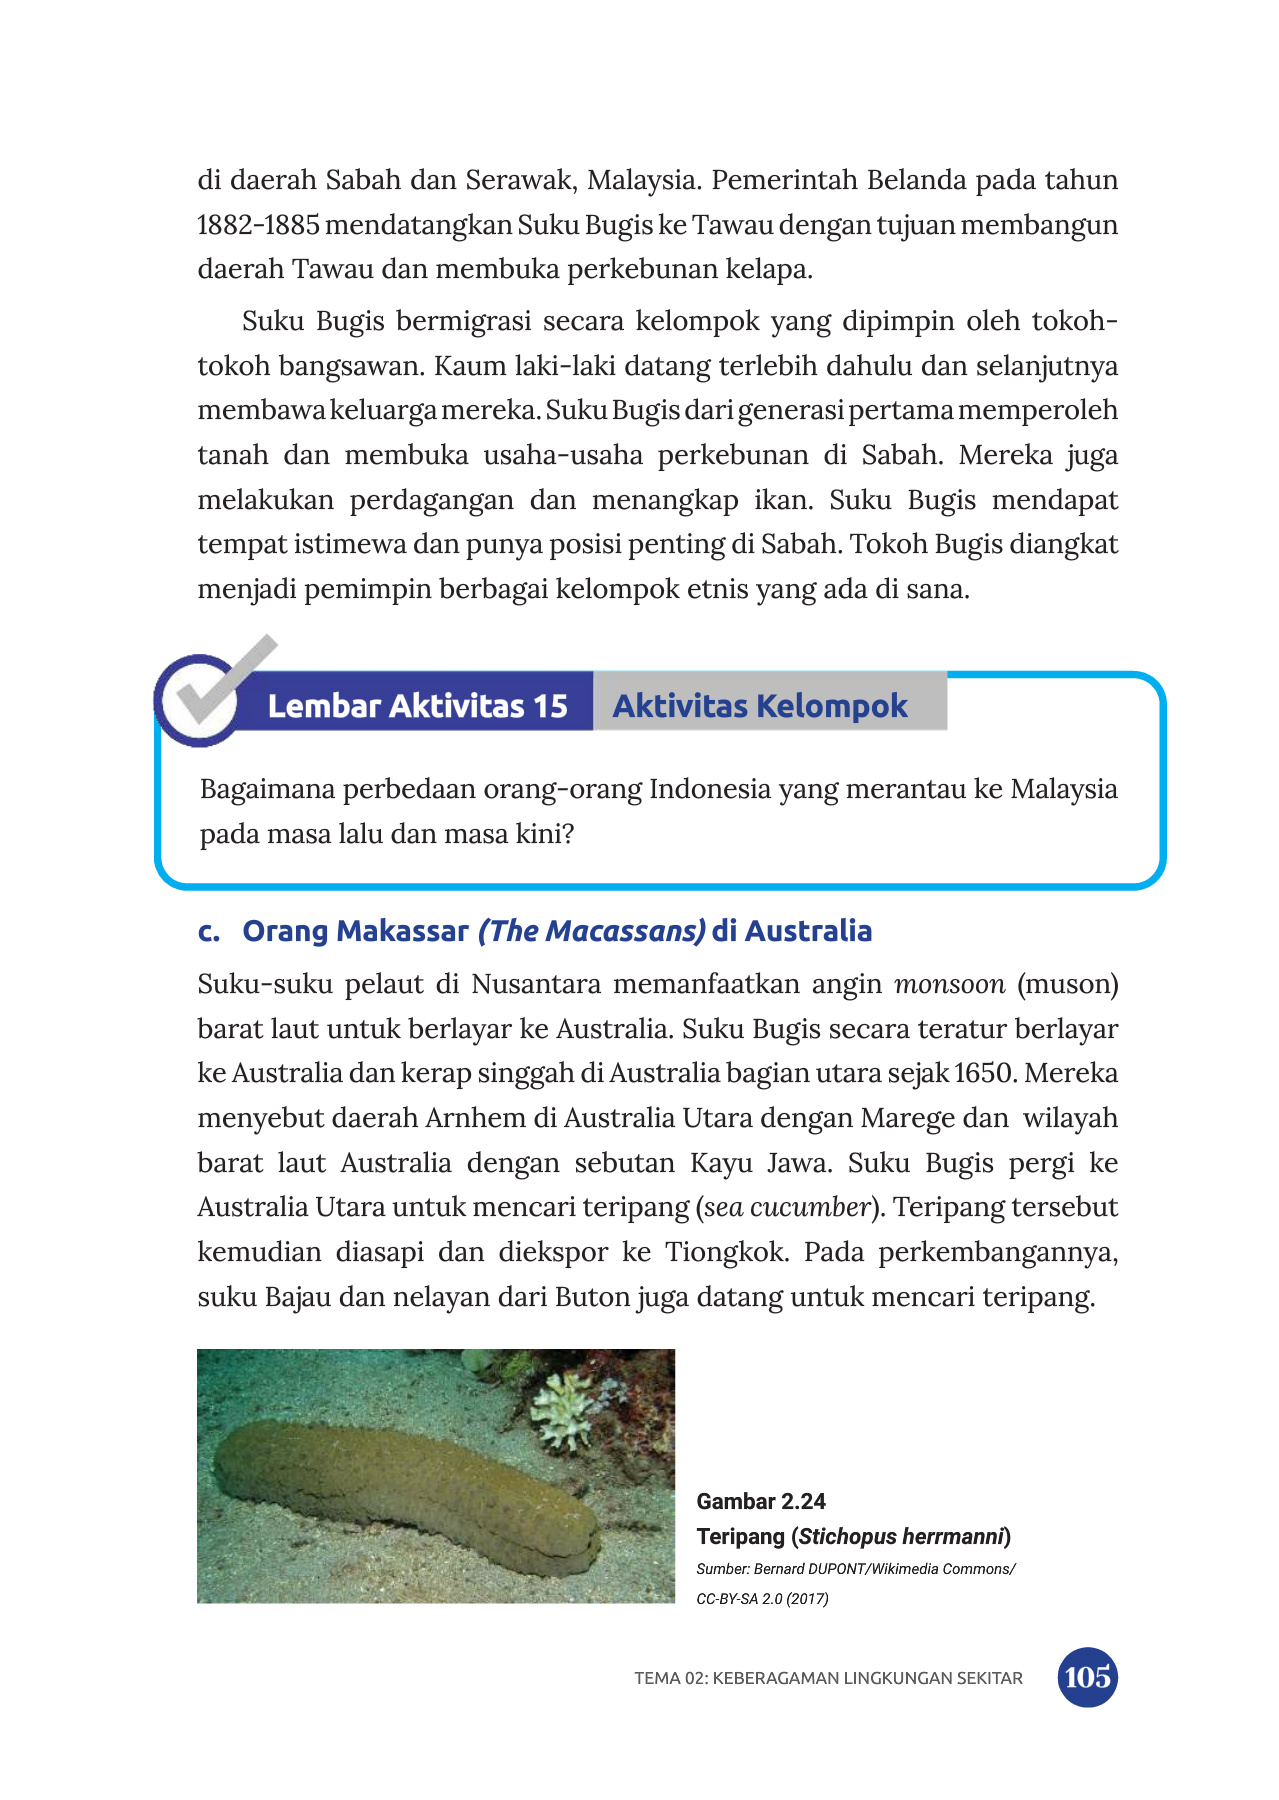 di daerah Sabah dan Serawak, Malaysia. Pemerintah Belanda pada tahun
1882-1885 mendatangkan Suku Bugis ke Tawau dengan tujuan membangun
daerah Tawau dan membuka perkebunan kelapa.
Suku Bugis bermigrasi secara kelompok yang dipimpin oleh tokoh-
tokoh bangsawan. Kaum laki-laki datang terlebih dahulu dan selanjutnya
membawa keluarga mereka. Suku Bugis dari generasi pertama memperoleh
tanah dan membuka usaha-usaha perkebunan di Sabah. Mereka juga
melakukan perdagangan dan menangkap ikan. Suku Bugis mendapat
tempat istimewa dan punya posisi penting di Sabah. Tokoh Bugis diangkat
menjadi pemimpin berbagai kelompok etnis yang ada di sana.
Lembar Aktivitas 15 Aktivitas Kelompok
Bagaimana perbedaan orang-orang Indonesia yang merantau ke Malaysia
pada masa lalu dan masa kini?
c. Orang Makassar (The Macassans) di Australia
Suku-suku pelaut di Nusantara memanfaatkan angin monsoon (muson)
barat laut untuk berlayar ke Australia. Suku Bugis secara teratur berlayar
ke Australia dan kerap singgah di Australia bagian utara sejak 1650. Mereka
menyebut daerah Arnhem di Australia Utara dengan Marege dan wilayah
barat laut Australia dengan sebutan Kayu Jawa. Suku Bugis pergi ke
Australia Utara untuk mencari teripang (sea cucumber). Teripang tersebut
kemudian diasapi dan diekspor ke Tiongkok. Pada perkembangannya,
suku Bajau dan nelayan dari Buton juga datang untuk mencari teripang.
Gambar 2.24
Teripang (Stichopus herrmanni)
Sumber: Bernard DUPONT/Wikimedia Commons/
CC-BY-SA 2.0 (2017)
TEMA 02: KEBERAGAMAN LINGKUNGAN SEKITAR 105